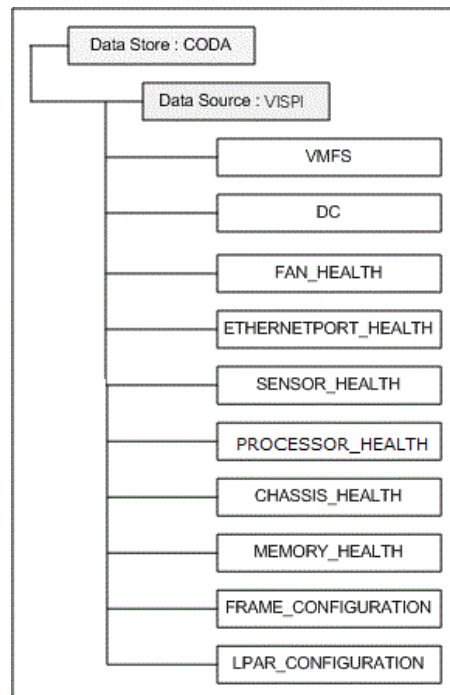 Data Store : CODA
Data Source : VISPI
VMFS
DC
FAN_HEALTH
ETHERNETPORT_HEALTH
SENSOR_HEALTH
PROCESSOR_HEALTH
CHASSIS_HEALTH
MEMORY_HEALTH
FRAME_CONFIGURATION
LPAR_CONFIGURATION